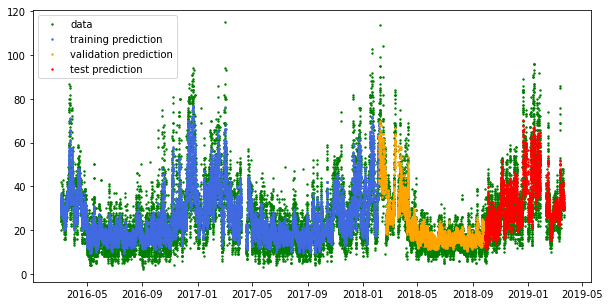 120
100
80
60
40
20
0
data
training prediction
validation prediction
test prediction
2016-05 2016-09 2017-01 2017-05 2017-09 2018-01 2018-05 2018-09 2019-01 2019-05